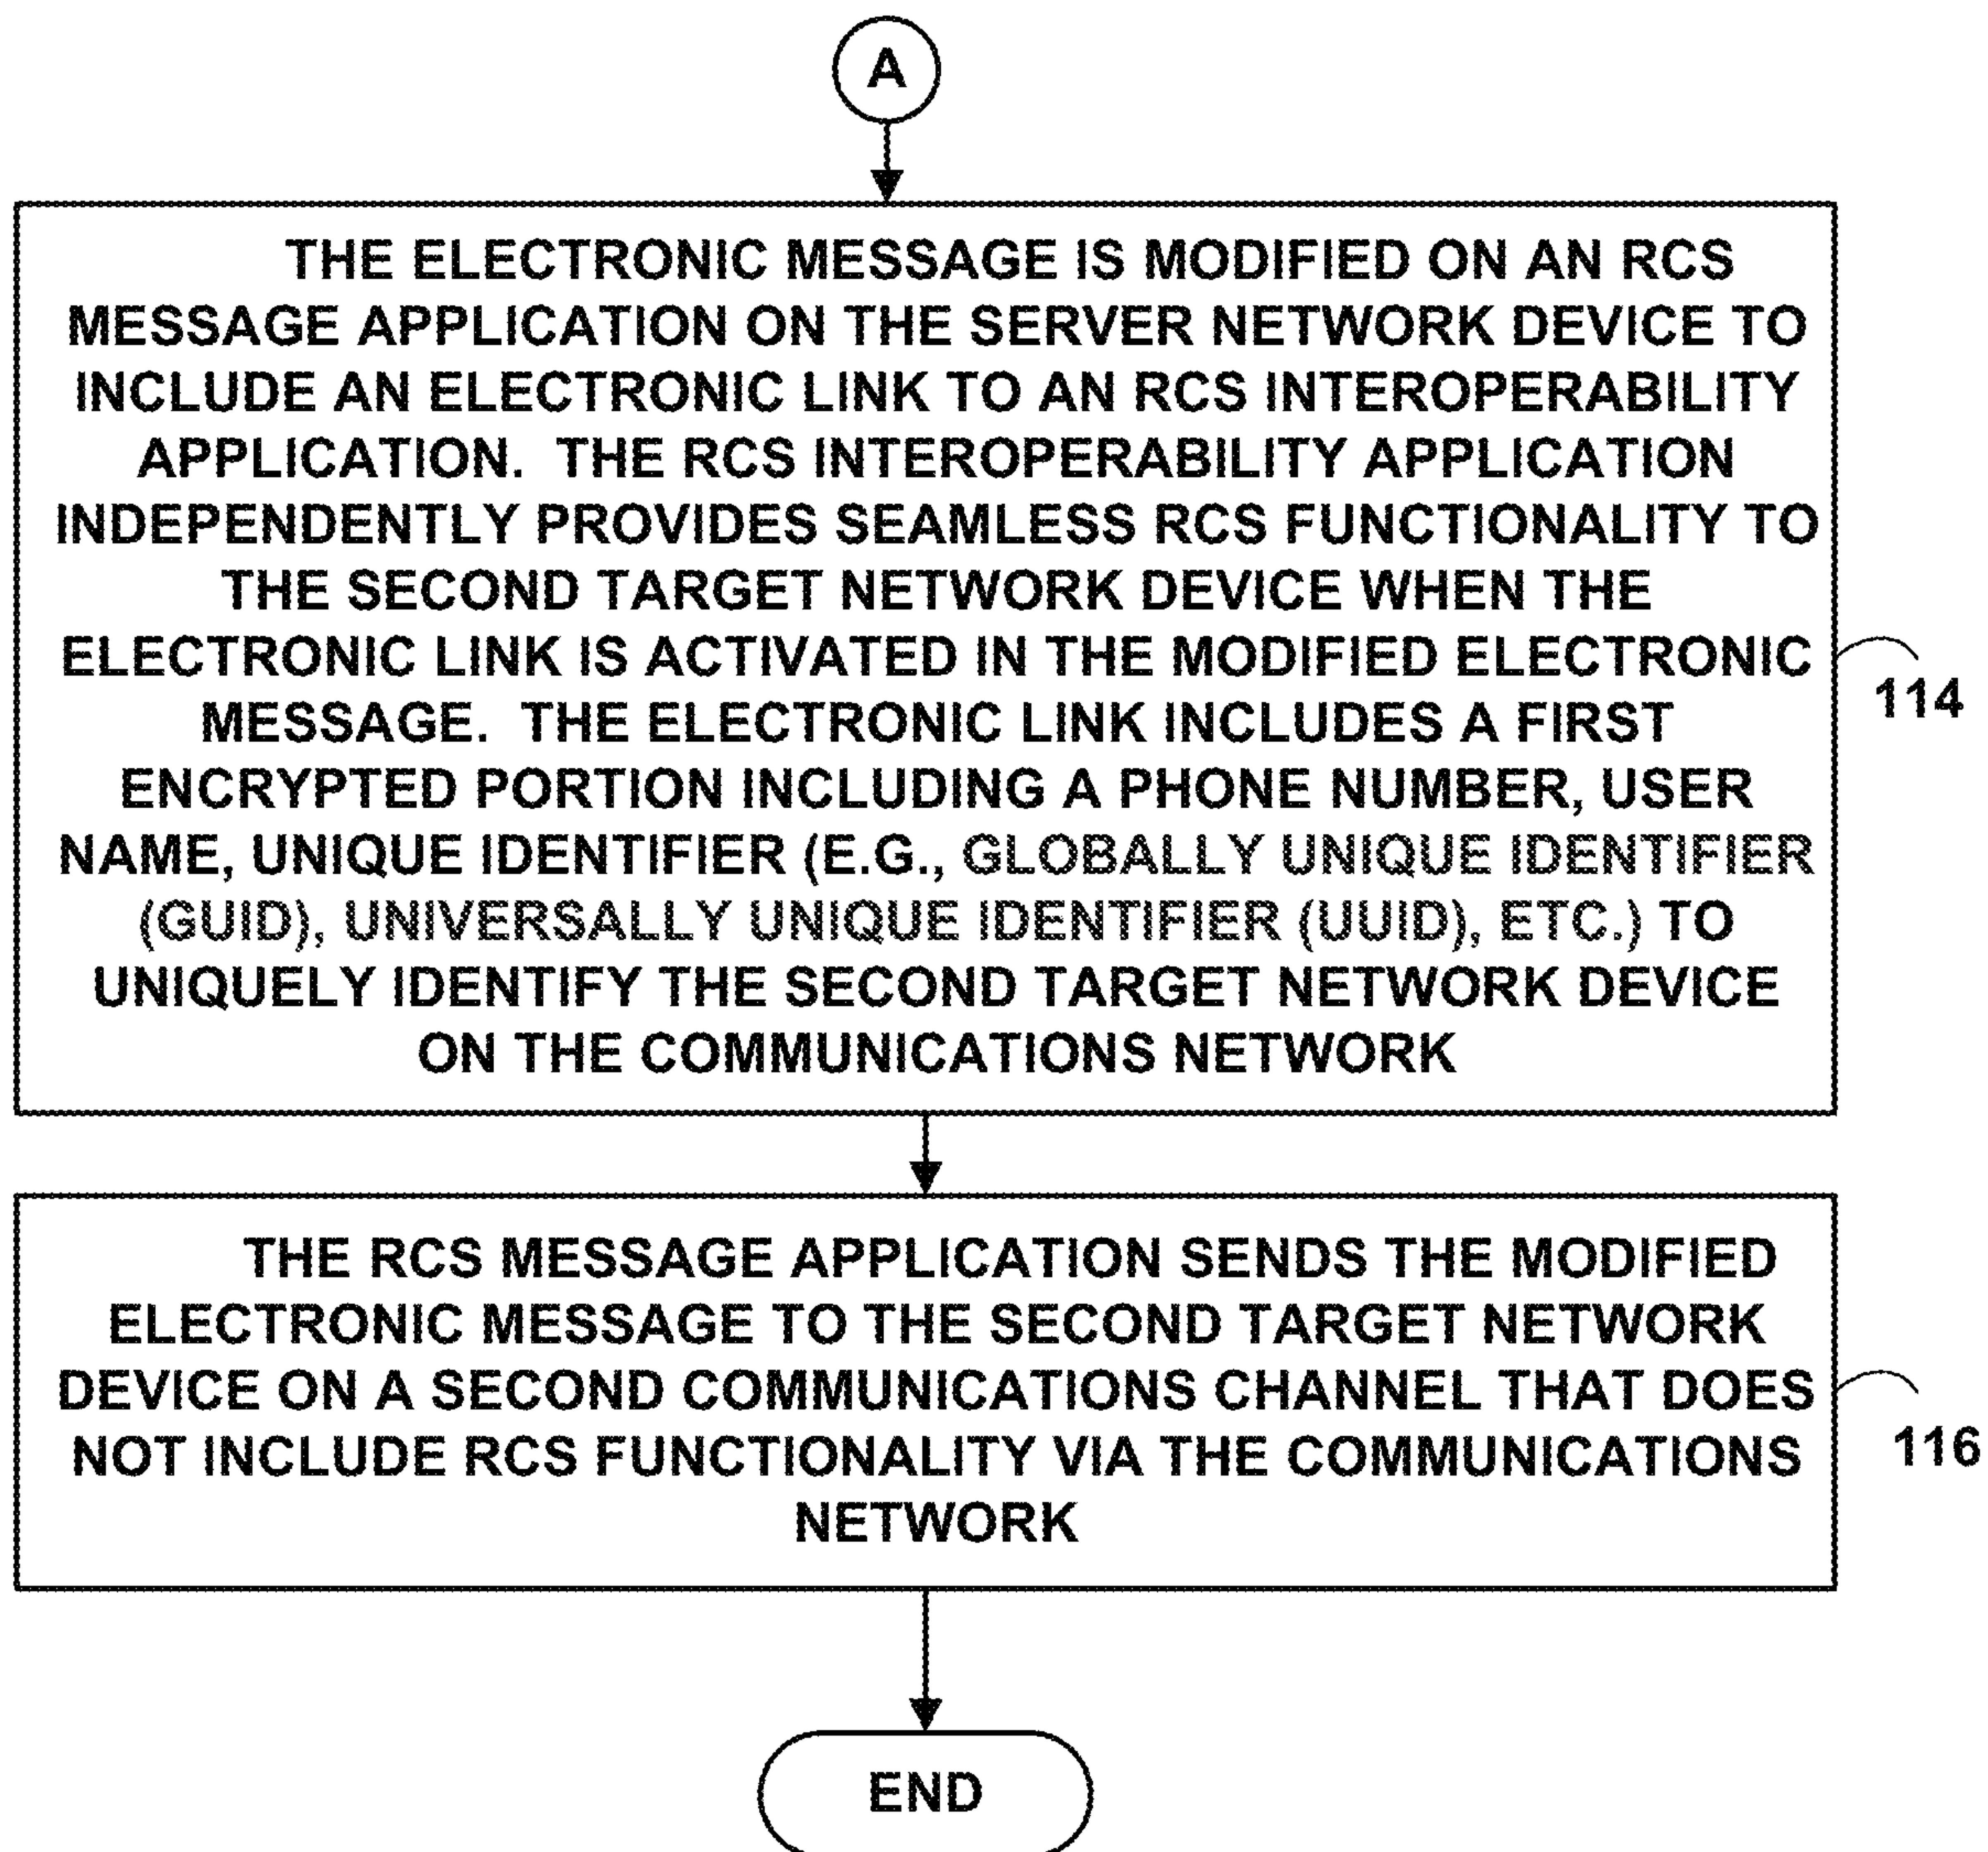 A
THE ELECTRONIC MESSAGE IS MODIFIED ON AN RCS
MESSAGE APPLICATION ON THE SERVER NETWORK DEVICE TO
INCLUDE AN ELECTRONIC LINK TO AN RCS INTEROPERABILITY
APPLICATION. THE RCS INTEROPERABILITY APPLICATION
INDEPENDENTLY PROVIDES SEAMLESS RCS FUNCTIONALITY TO
THE SECOND TARGET NETWORK DEVICE WHEN THE
ELECTRONIC LINK IS ACTIVATED IN THE MODIFIED ELECTRONIC
MESSAGE. THE ELECTRONIC LINK INCLUDES A FIRST
ENCRYPTED PORTION INCLUDING A PHONE NUMBER, USER
NAME, UNIQUE IDENTIFIER (E.G., GLOBALLY UNIQUE IDENTIFIER
(GUID), UNIVERSALLY UNIQUE IDENTIFIER (UUID), ETC.) TO
UNIQUELY IDENTIFY THE SECOND TARGET NETWORK DEVICE
ON THE COMMUNICATIONS NETWORK
114
THE RCS MESSAGE APPLICATION SENDS THE MODIFIED
ELECTRONIC MESSAGE TO THE SECOND TARGET NETWORK
DEVICE ON A SECOND COMMUNICATIONS CHANNEL THAT DOES
NOT INCLUDE RCS FUNCTIONALITY VIA THE COMMUNICATIONS
NETWORK
116
END